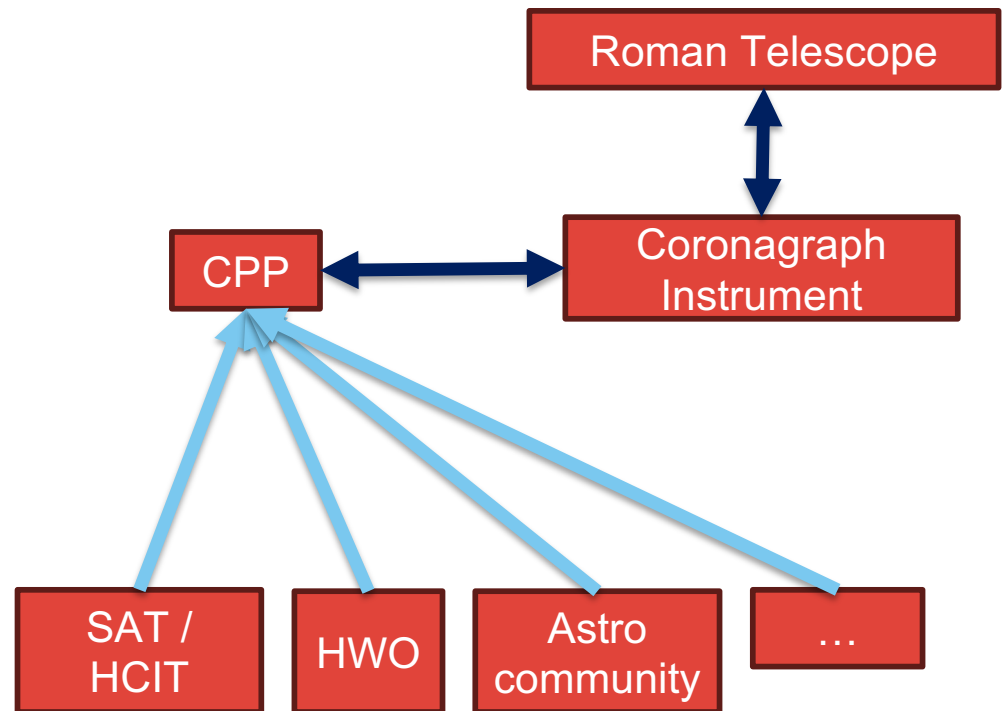 Roman Telescope
Coronagraph
Instrument
CPP
SAT /
HCIT
HWO
Astro
community
...